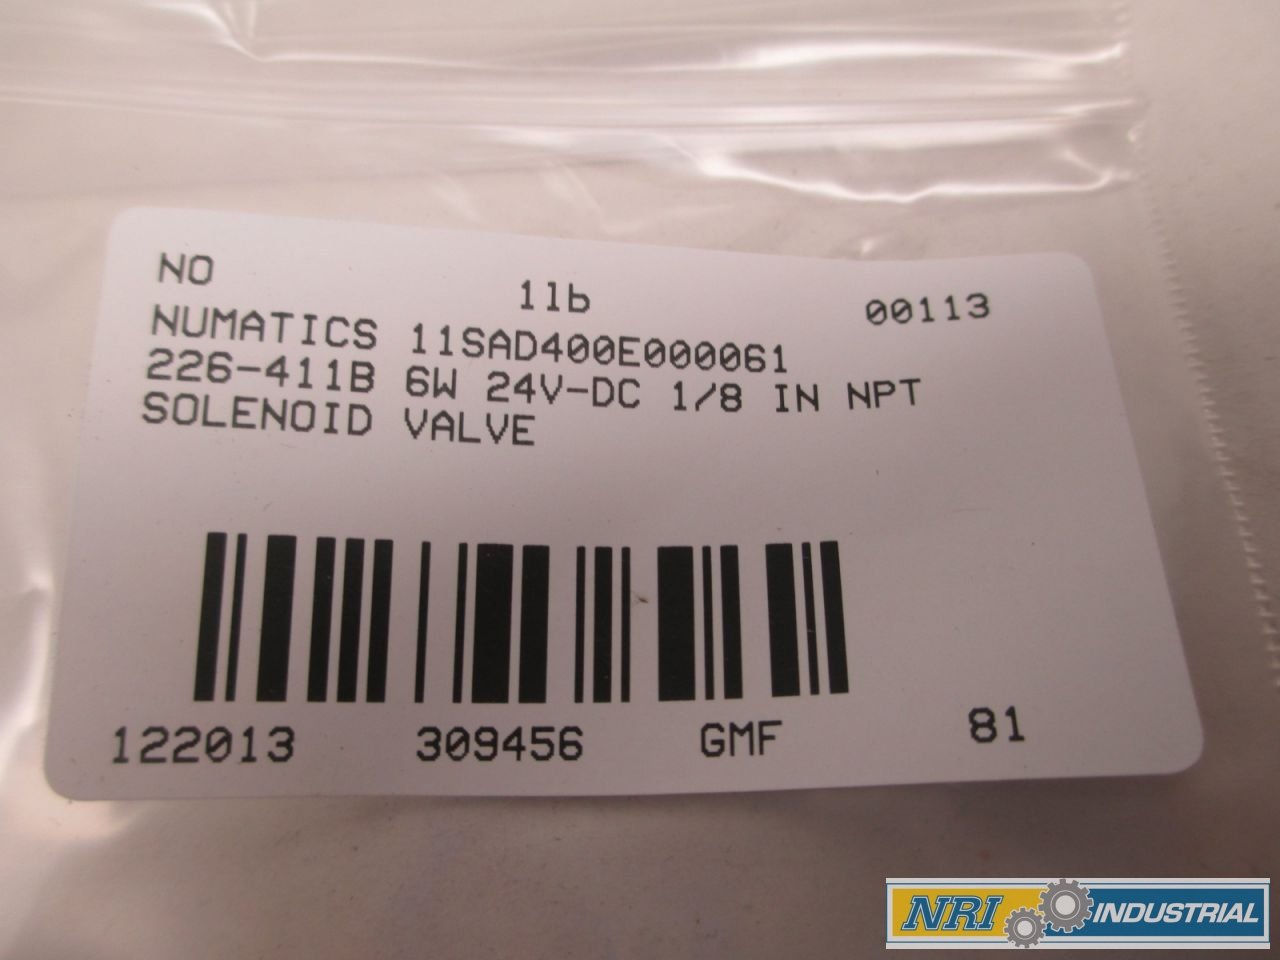 NO 1lb 00113
NUMATICS 11SAD400E000061
226-411B 6W 24V-DC 1/8 IN NPT
SOLENOID VALVE
122013 309456 GMF 81
NRI INDUSTRIAL